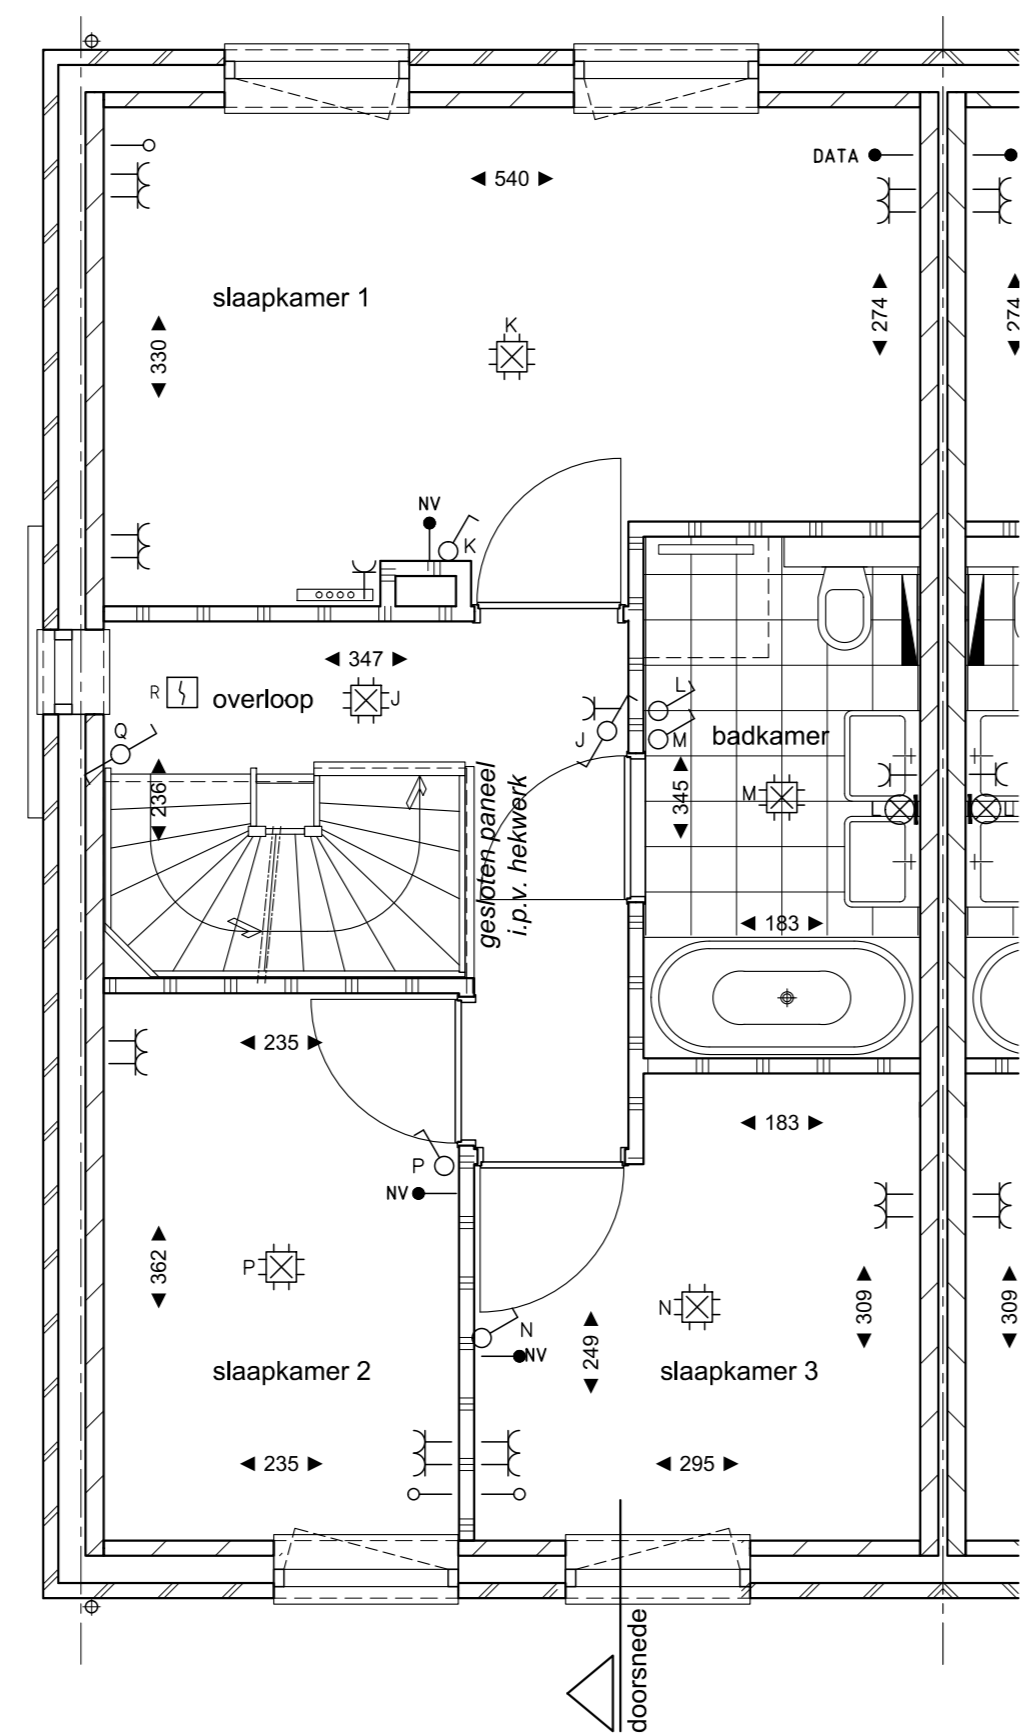 DATA
540
slaapkamer 1
274
274
K
330
NV
K
347
R
overloop
J
L
J
M
badkamer
Q
236
gesloten paneel
i.p.v. hekwerk
345
M
L
L
183
235
183
P
NV
362
P
N
309
309
N
NV
249
slaapkamer 2
slaapkamer 3
235
295
doorsnede